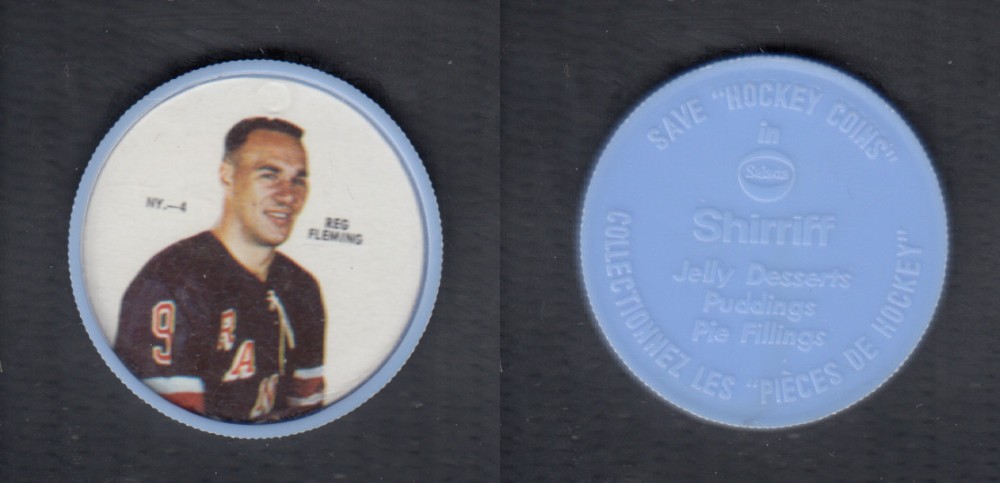 NY.—4
REG
FLEMING
9
RAN
SAVE "HOCKEY COINS"
in
Salada
Shirriff
Jelly Desserts
Puddings
Pie Fillings
COLLECTIONNEZ LES "PIÈCES DE HOCKEY"